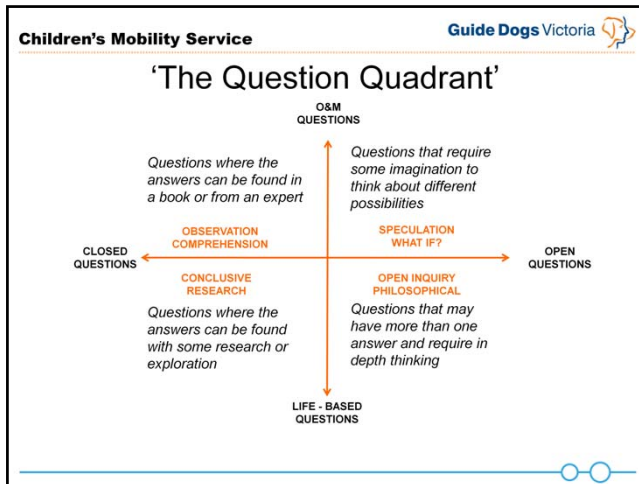 Children's Mobility Service
Guide Dogs Victoria
'The Question Quadrant'
O&M
QUESTIONS
Questions where the
answers can be found in
a book or from an expert
Questions that require
some imagination to
think about different
possibilities
OBSERVATION
COMPREHENSION
SPECULATION
WHAT IF?
CLOSED
QUESTIONS
OPEN
QUESTIONS
CONCLUSIVE
RESEARCH
OPEN INQUIRY
PHILOSOPHICAL
Questions where the
answers can be found
with some research or
exploration
Questions that may
have more than one
answer and require in
depth thinking
LIFE - BASED
QUESTIONS